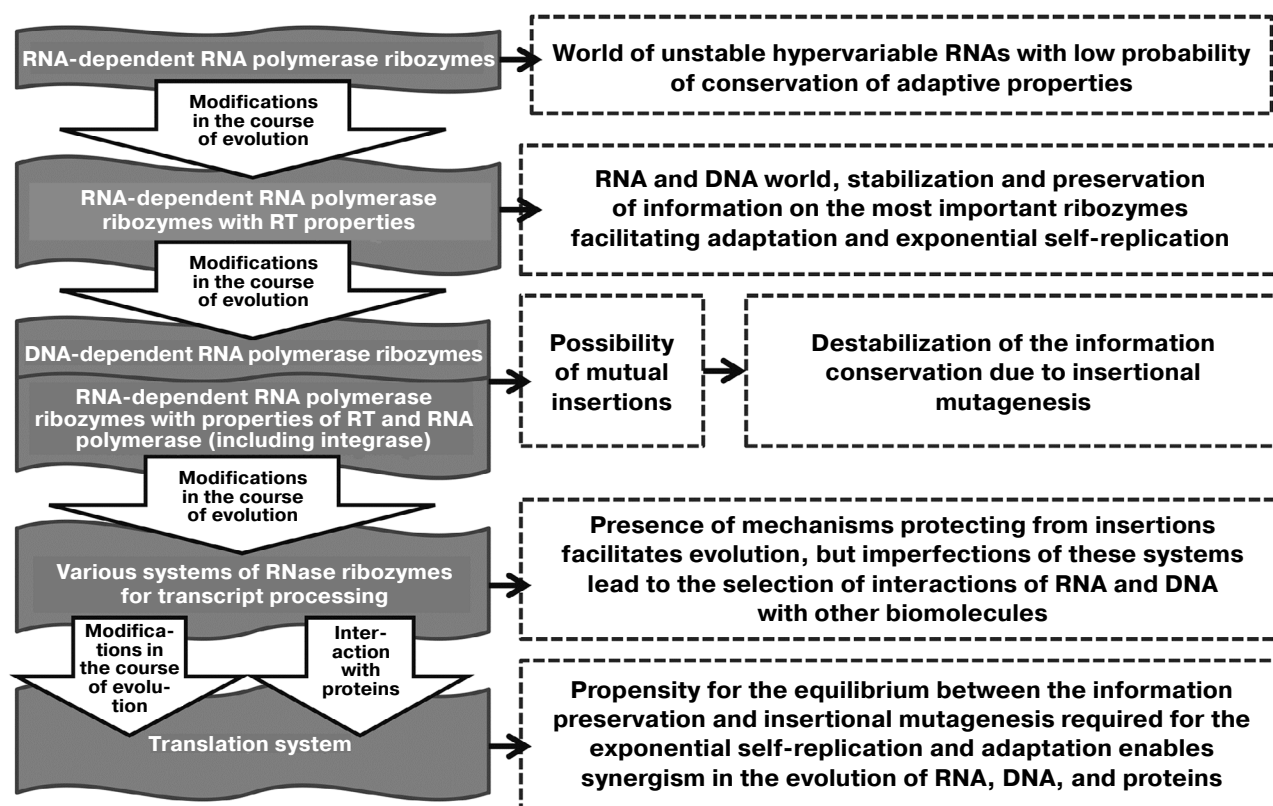 RNA-dependent RNA polymerase ribozymes
World of unstable hypervariable RNAs with low probability
of conservation of adaptive properties
Modifications
in the course
of evolution
RNA-dependent RNA polymerase
ribozymes with RT properties
RNA and DNA world, stabilization and preservation
of information on the most important ribozymes
facilitating adaptation and exponential self-replication
Modifications
in the course
of evolution
DNA-dependent RNA polymerase ribozymes
RNA-dependent RNA polymerase
ribozymes with properties of RT and RNA
polymerase (including integrase)
Possibility
of mutual
insertions
Destabilization of the information
conservation due to insertional
mutagenesis
Modifications
in the course
of evolution
Various systems of RNase ribozymes
for transcript processing
Presence of mechanisms protecting from insertions
facilitates evolution, but imperfections of these systems
lead to the selection of interactions of RNA and DNA
with other biomolecules
Modifica-
tions in
the course
of evolu-
tion
Inter-
action
with
proteins
Translation system
Propensity for the equilibrium between the information
preservation and insertional mutagenesis required for the
exponential self-replication and adaptation enables
synergism in the evolution of RNA, DNA, and proteins